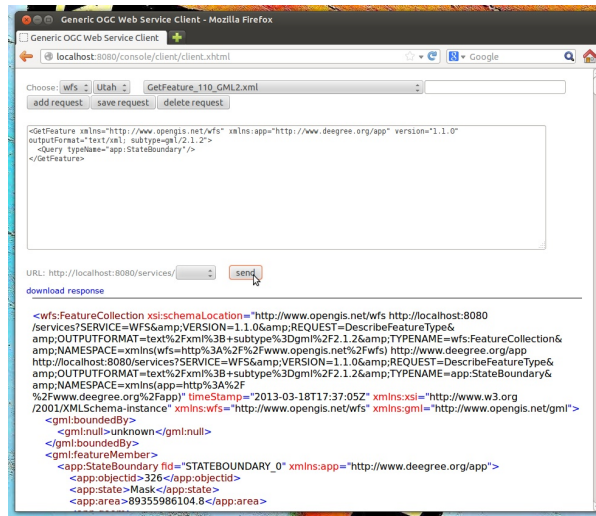 Generic OGC Web Service Client - Mozilla Firefox
Generic OGC Web Service Client
localhost:8080/console/client/client.xhtml
Google
Choose: wfs Utah GetFeature_110_GML2.xml
add request save request delete request
<GetFeature xmlns="http://www.opengis.net/wfs" xmlns:app="http://www.deegree.org/app" version="1.1.0"
outputFormat="text/xml; subtype=gml/2.1.2">
<Query typeName="app:StateBoundary"/>
</GetFeature>
URL: http://localhost:8080/services/ send
download response
<wfs:FeatureCollection xsi:schemaLocation="http://www.opengis.net/wfs http://localhost:8080
/services?SERVICE=WFS&amp;VERSION=1.1.0&amp;REQUEST=DescribeFeatureType&
amp;OUTPUTFORMAT=text%2Fxml%3B+subtype%3Dgml%2F2.1.2&amp;TYPENAME=wfs:FeatureCollection&
amp;NAMESPACE=xmlns(wfs=http%3A%2F%2Fwww.opengis.net%2Fwfs) http://www.deegree.org/app
http://localhost:8080/services?SERVICE=WFS&amp;VERSION=1.1.0&amp;REQUEST=DescribeFeatureType&
amp;OUTPUTFORMAT=text%2Fxml%3B+subtype%3Dgml%2F2.1.2&amp;TYPENAME=app:StateBoundary&
amp;NAMESPACE=xmlns(app=http%3A%2F
%2Fwww.deegree.org%2Fapp)" timeStamp="2013-03-18T17:37:05Z" xmlns:xsi="http://www.w3.org
/2001/XMLSchema-instance" xmlns:wfs="http://www.opengis.net/wfs" xmlns:gml="http://www.opengis.net/gml">
<gml:boundedBy>
<gml:null>unknown</gml:null>
</gml:boundedBy>
<gml:featureMember>
<app:StateBoundary fid="STATEBOUNDARY_0" xmlns:app="http://www.deegree.org/app">
<app:objectid>326</app:objectid>
<app:state>Mask</app:state>
<app:area>89355986104.8</app:area>